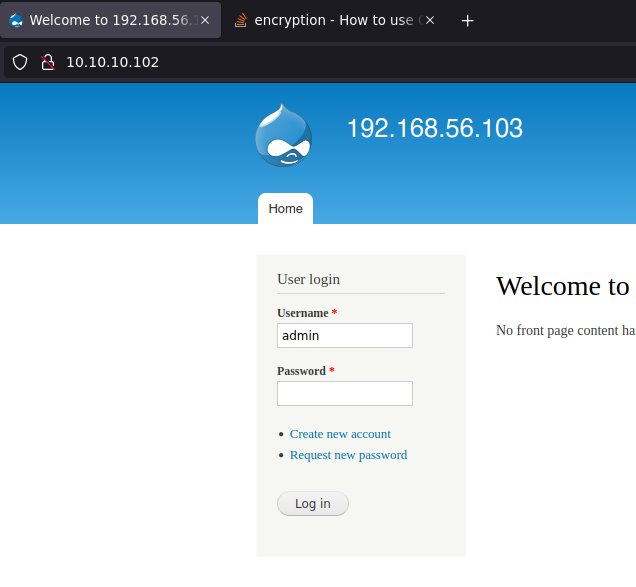 Welcome to 192.168.56.
encryption - How to use
10.10.10.102
192.168.56.103
Home
User login
Username *
admin
Password *
Create new account
Request new password
Log in
Welcome to
No front page content ha